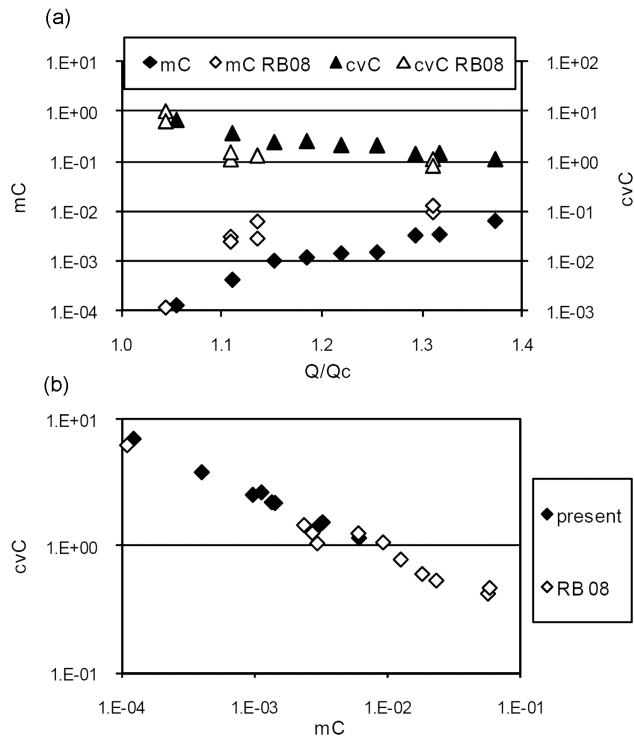 (a)
mC
mC RB08
cvC
cvC RB08
1.E+01
1.E+00
1.E-01
1.E-02
1.E-03
1.E-04
mC
1.E+02
1.E+01
1.E+00
1.E-01
1.E-02
1.E-03
cvC
1.0 1.1 1.2 1.3 1.4
Q/Qc
(b)
1.E+01
1.E+00
1.E-01
cvC
present
RB 08
1.E-04 1.E-03 1.E-02 1.E-01
mC